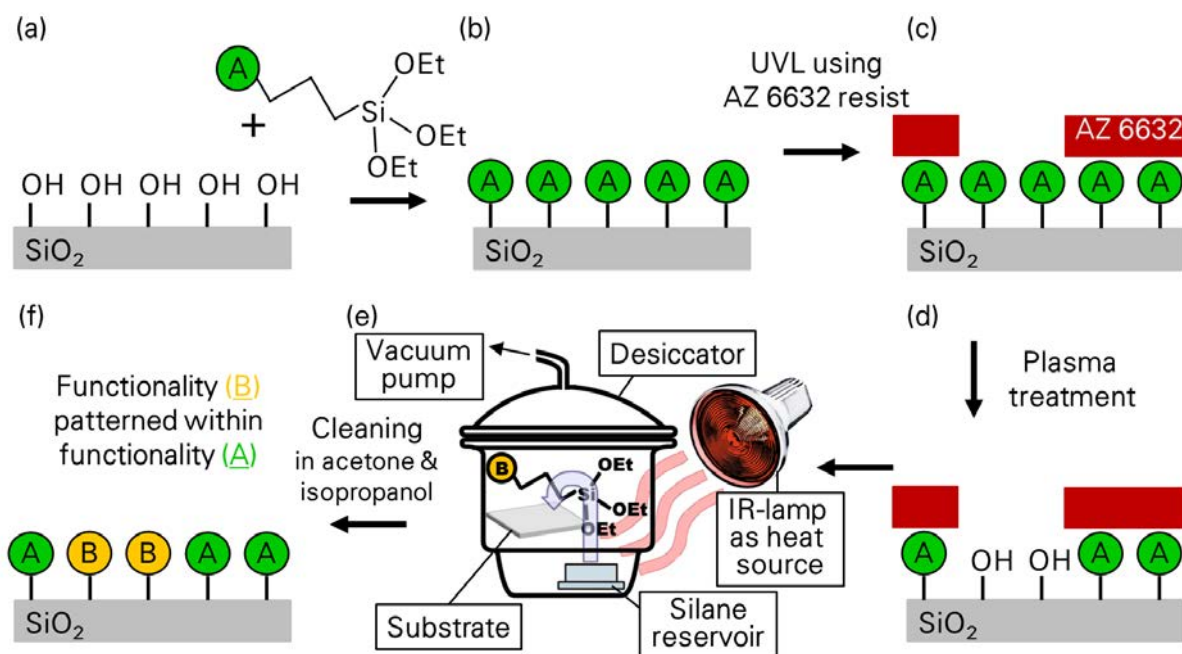 (a)
A
OEt
Si
OEt
OEt
+
OH OH OH OH OH
SiO₂
(b)
A A A A A
SiO₂
UVL using
AZ 6632 resist
(c)
AZ 6632
A A A A A
SiO₂
(d)
Plasma
treatment
A OH OH A A
SiO₂
(e)
Vacuum
pump
Desiccator
B
OEt
Si
OEt
OEt
IR-lamp
as heat
source
Substrate
Silane
reservoir
Cleaning
in acetone &
isopropanol
(f)
Functionality (B)
patterned within
functionality (A)
A B B A A
SiO₂